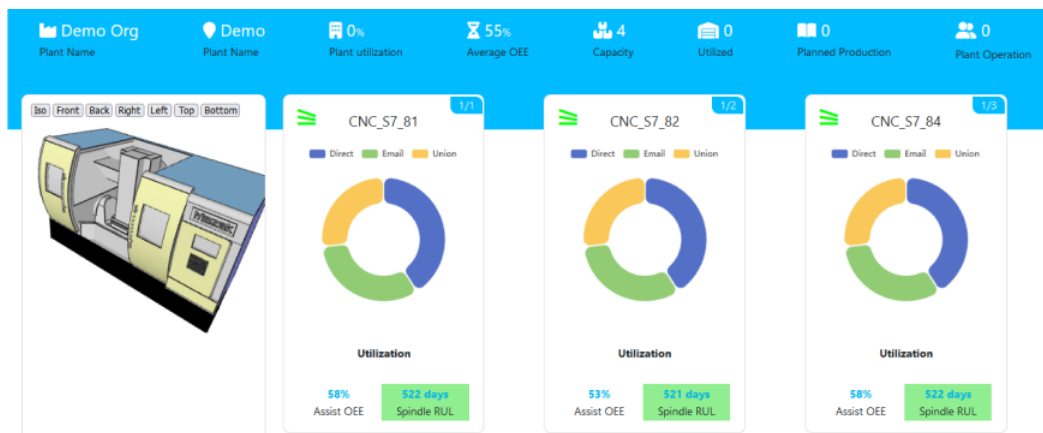 Demo Org
Plant Name
Demo
Plant Name
0%
Plant utilization
55%
Average OEE
4
Capacity
0
Utilized
0
Planned Production
0
Plant Operation
Iso Front Back Right Left Top Bottom
Mazak
1/1
CNC_S7_81
Direct Email Union
Utilization
58%
Assist OEE
522 days
Spindle RUL
1/2
CNC_S7_82
Direct Email Union
Utilization
53%
Assist OEE
521 days
Spindle RUL
1/3
CNC_S7_84
Direct Email Union
Utilization
58%
Assist OEE
522 days
Spindle RUL